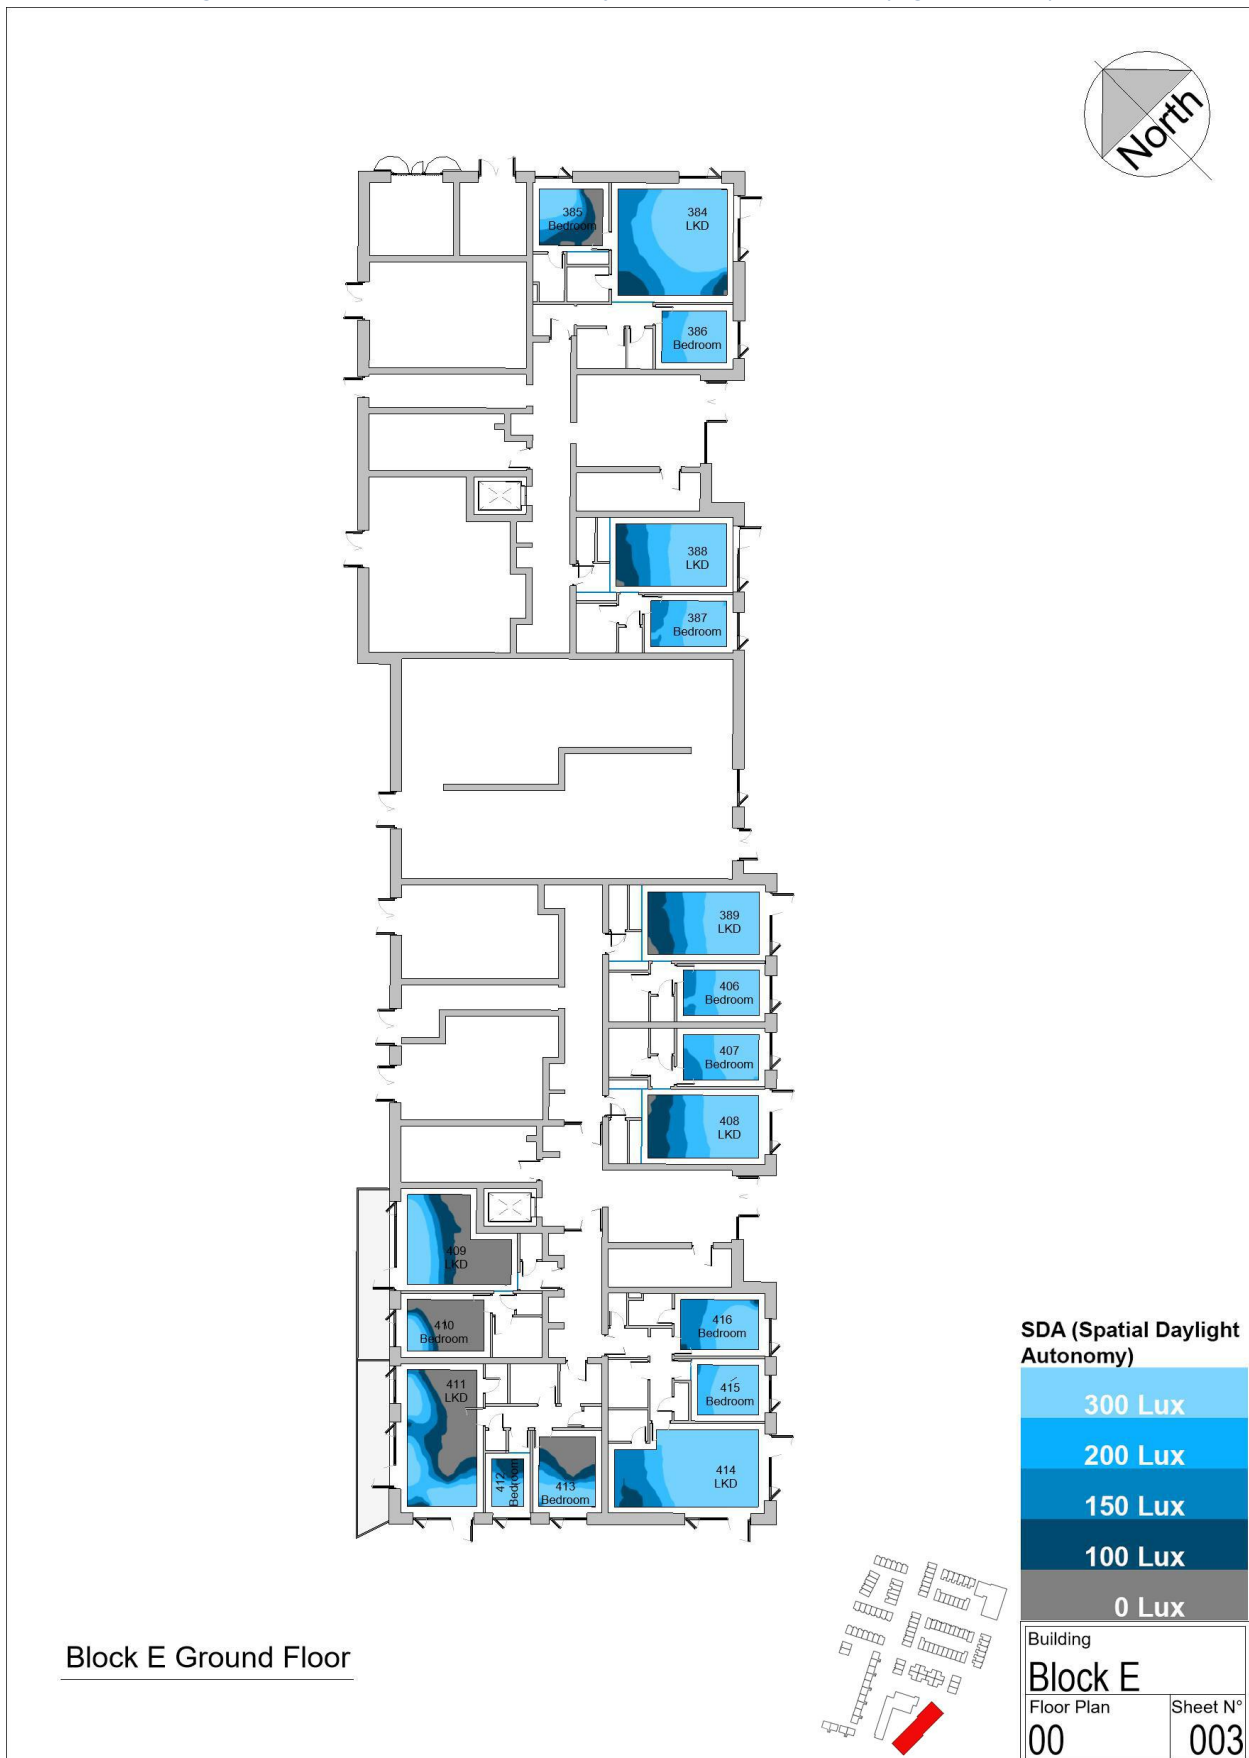 North
385
Bedroom
384
LKD
386
Bedroom
388
LKD
387
Bedroom
389
LKD
406
Bedroom
407
Bedroom
408
LKD
409
LKD
410
Bedroom
416
Bedroom
411
LKD
415
Bedroom
412
Bedroom
413
Bedroom
414
LKD
SDA (Spatial Daylight
Autonomy)
300 Lux
200 Lux
150 Lux
100 Lux
0 Lux
Block E Ground Floor
Building
Block E
Floor Plan
00
Sheet N°
003